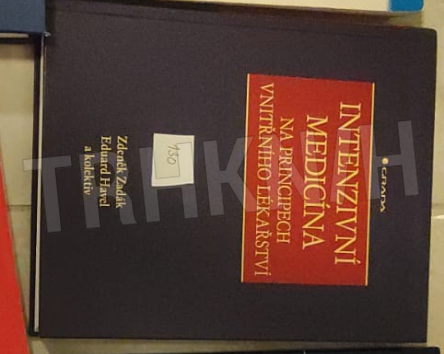 GRADA
INTENZIVNÍ
MEDICÍNA
NA PRINCIPECH
VNITŘNÍHO LÉKAŘSTVÍ
130
Zdeněk Zadák
Eduard Havel
a kolektiv
TRHKNIH